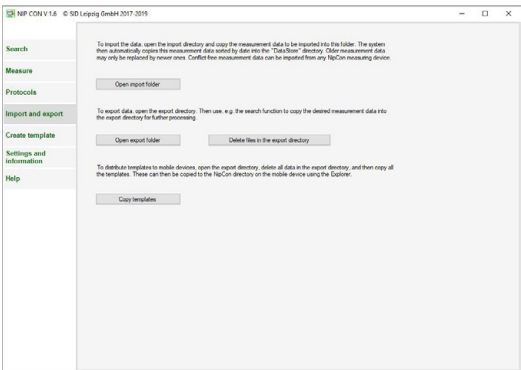 NIP CON V 1.6 © SID Leipzig GmbH 2017-2019
Search
Measure
Protocols
Import and export
Create template
Settings and
information
Help
To import the data, open the import directory and copy the measurement data to be imported into this folder. The system
then automatically copies this measurement data sorted by date into the "DataStore" directory. Older measurement data
may only be replaced by newer ones. Conflict-free measurement data can be imported from any NipCon measuring device.
Open import folder
To export data, open the export directory. Then use, e.g. the search function to copy the desired measurement data into
the export directory for further processing.
Open export folder
Delete files in the export directory
To distribute templates to mobile devices, open the export directory, delete all data in the export directory, and then copy all
the templates. These can then be copied to the NipCon directory on the mobile device using the Explorer.
Copy templates